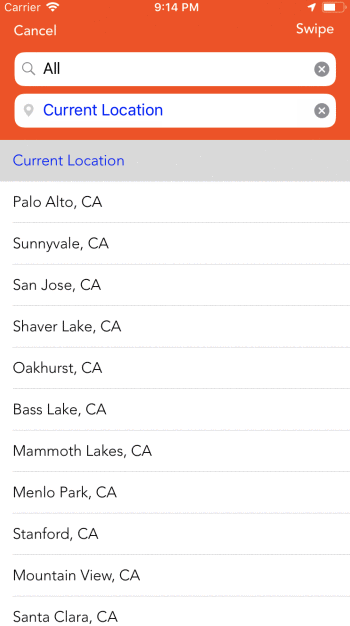 Carrier 9:14 PM
Cancel Swipe
All
Current Location
Current Location
Palo Alto, CA
Sunnyvale, CA
San Jose, CA
Shaver Lake, CA
Oakhurst, CA
Bass Lake, CA
Mammoth Lakes, CA
Menlo Park, CA
Stanford, CA
Mountain View, CA
Santa Clara, CA